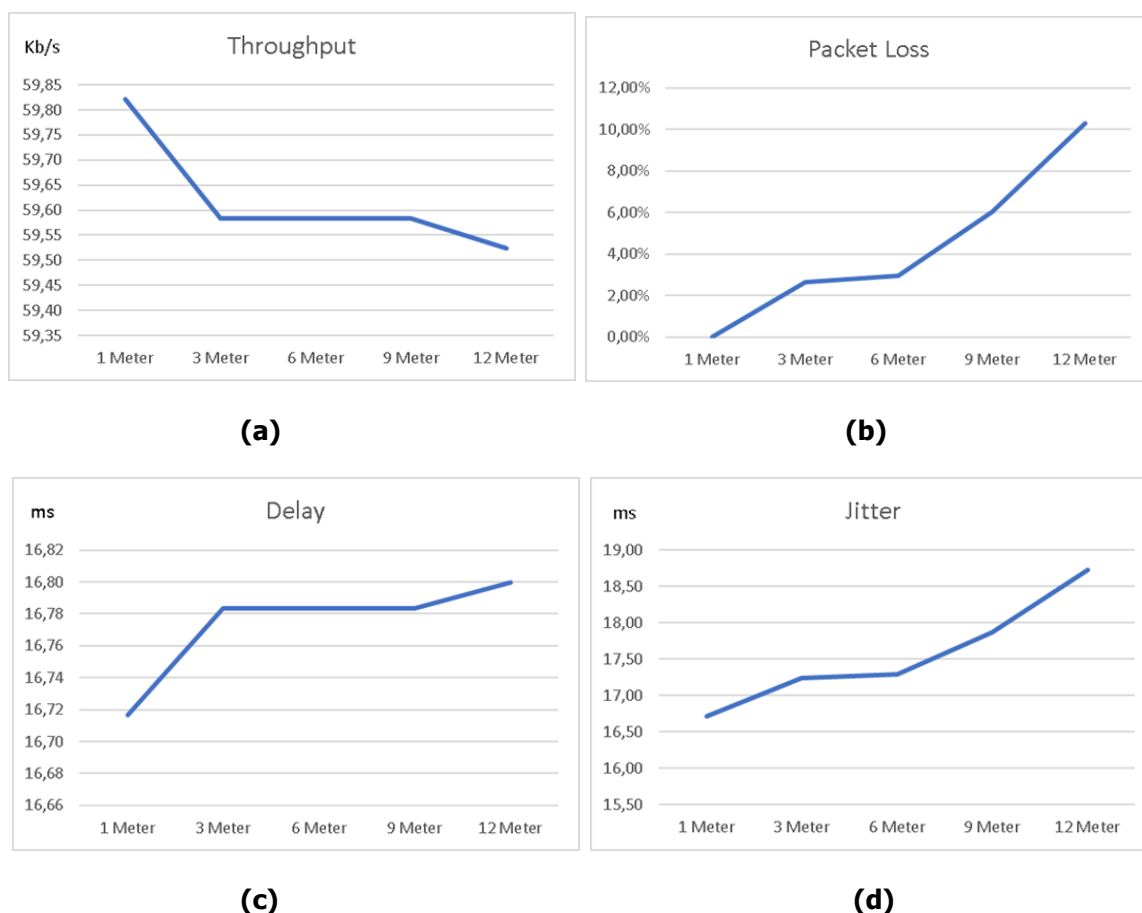 Throughput
Kb/s
59,85
59,80
59,75
59,70
59,65
59,60
59,55
59,50
59,45
59,40
59,35
1 Meter 3 Meter 6 Meter 9 Meter 12 Meter
(a)
Packet Loss
12,00%
10,00%
8,00%
6,00%
4,00%
2,00%
0,00%
1 Meter 3 Meter 6 Meter 9 Meter 12 Meter
(b)
Delay
ms
16,82
16,80
16,78
16,76
16,74
16,72
16,70
16,68
16,66
1 Meter 3 Meter 6 Meter 9 Meter 12 Meter
(c)
Jitter
ms
19,00
18,50
18,00
17,50
17,00
16,50
16,00
15,50
1 Meter 3 Meter 6 Meter 9 Meter 12 Meter
(d)